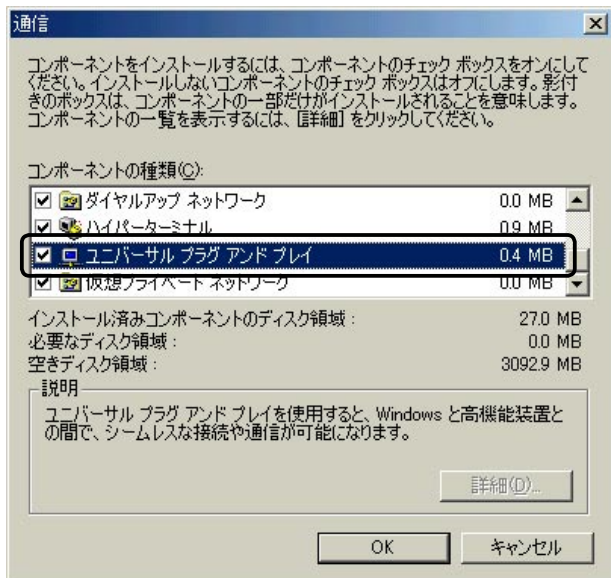 通信
コンポーネントをインストールするには、コンポーネントのチェック ボックスをオンにして
ください。インストールしないコンポーネントのチェック ボックスはオフにします。影付
きのボックスは、コンポーネントの一部だけがインストールされることを意味します。
コンポーネントの一覧を表示するには、[詳細] をクリックしてください。
コンポーネントの種類(C):
ダイヤルアップ ネットワーク 0.0 MB
ハイパーターミナル 0.9 MB
ユニバーサル プラグ アンド プレイ 0.4 MB
仮想プライベート ネットワーク 0.0 MB
インストール済みコンポーネントのディスク領域 : 27.0 MB
必要なディスク領域 : 0.0 MB
空きディスク領域 : 3092.9 MB
説明
ユニバーサル プラグ アンド プレイを使用すると、Windows と高機能装置と
の間で、シームレスな接続や通信が可能になります。
詳細(D)...
OK キャンセル